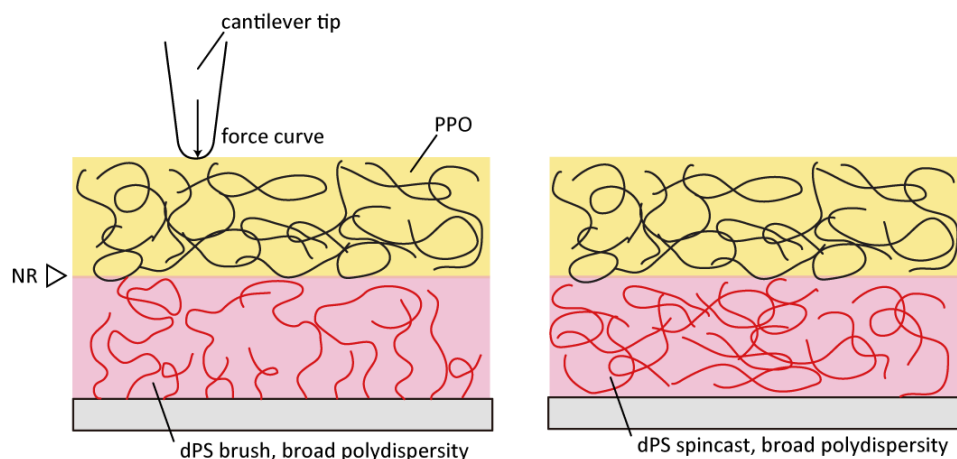 cantilever tip
force curve
PPO
NR
dPS brush, broad polydispersity
dPS spincast, broad polydispersity